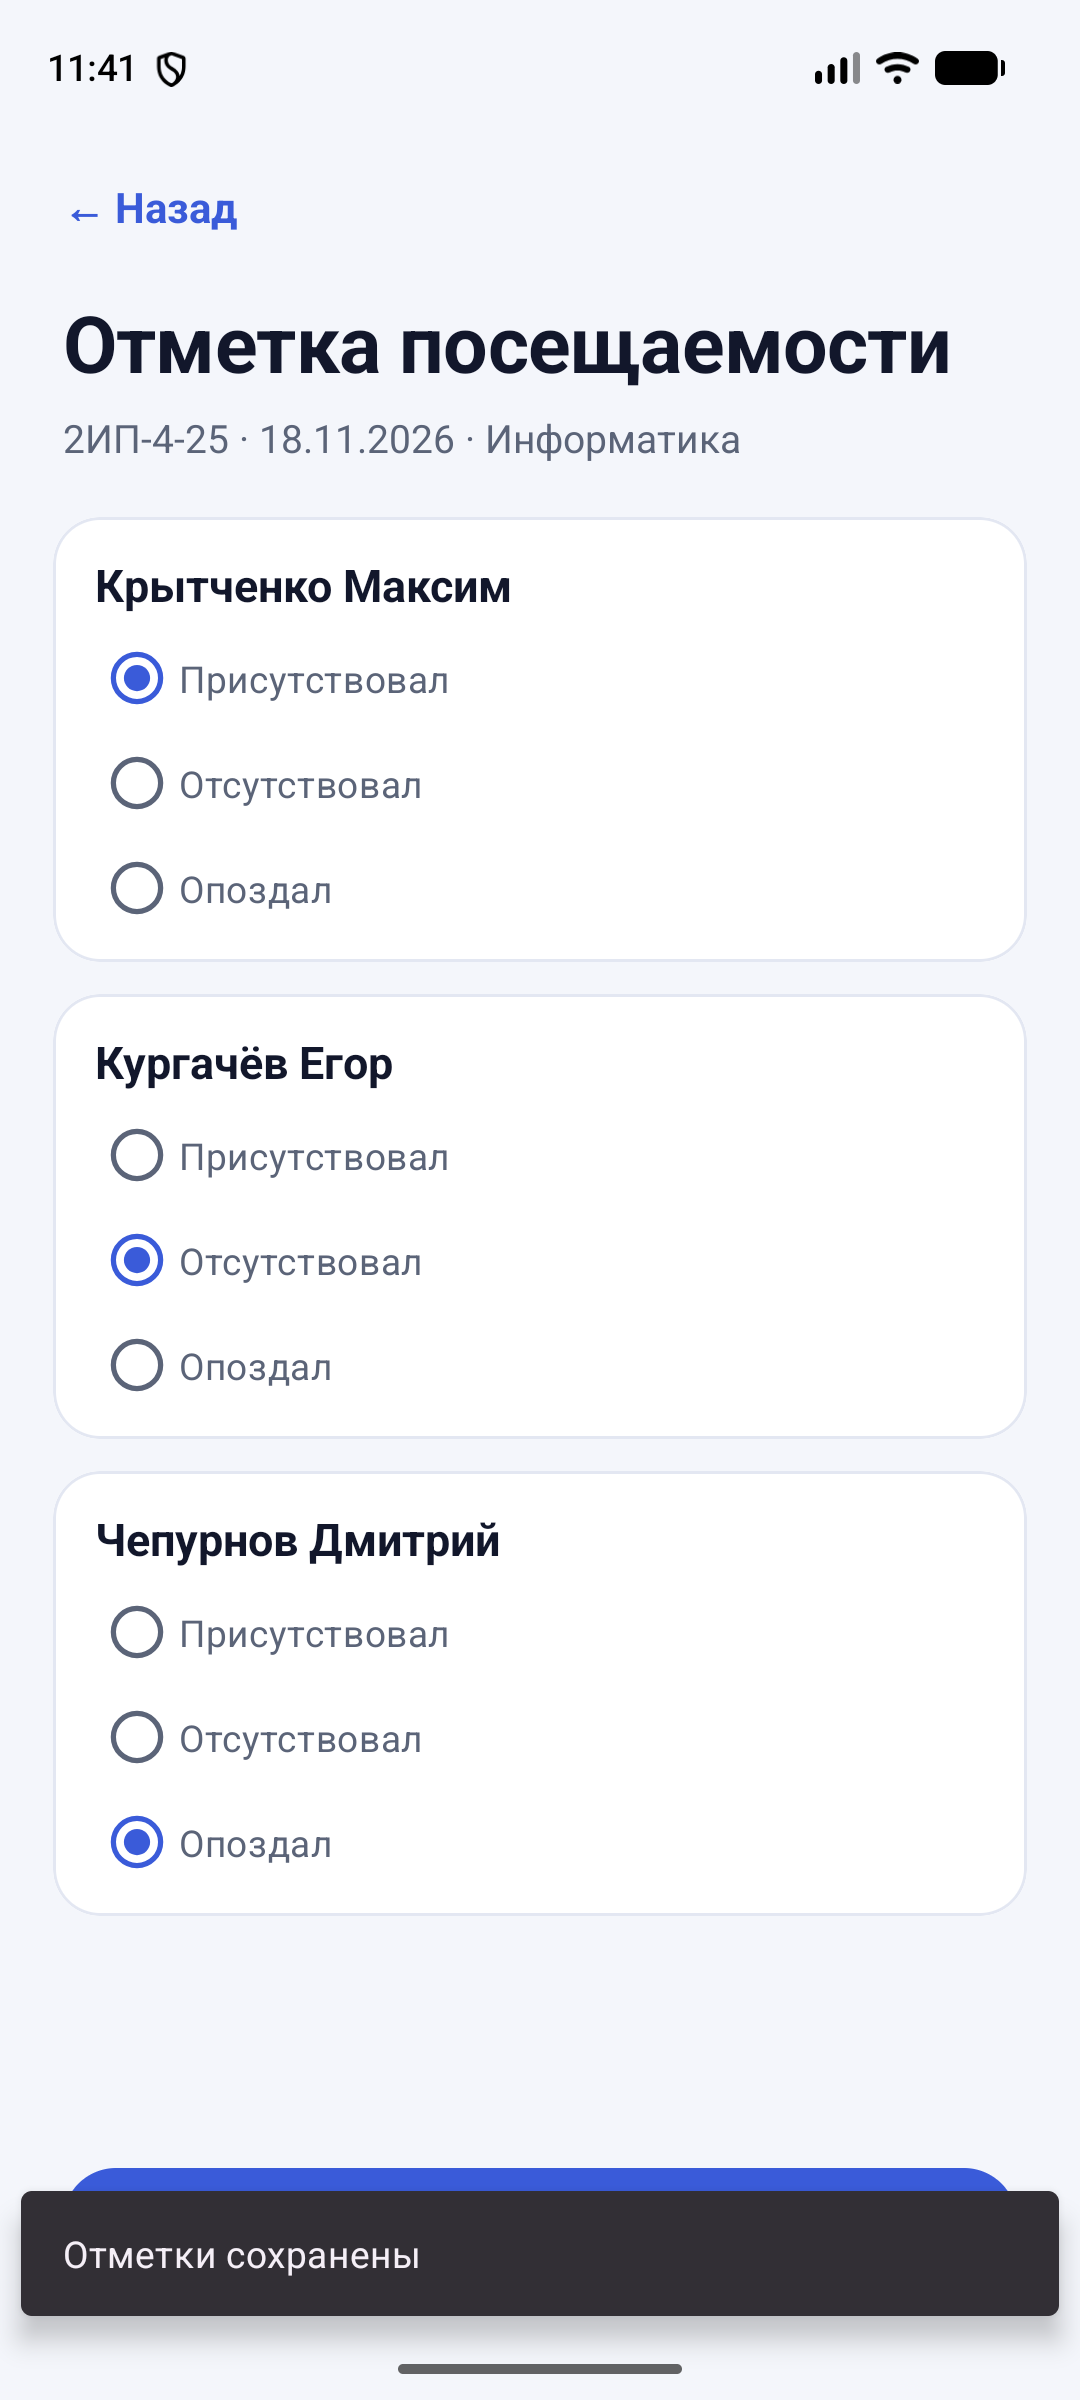 11:41
← Назад
Отметка посещаемости
2ИП-4-25 · 18.11.2026 · Информатика
Крытченко Максим
Присутствовал
Отсутствовал
Опоздал
Кургачёв Егор
Присутствовал
Отсутствовал
Опоздал
Чепурнов Дмитрий
Присутствовал
Отсутствовал
Опоздал
Отметки сохранены